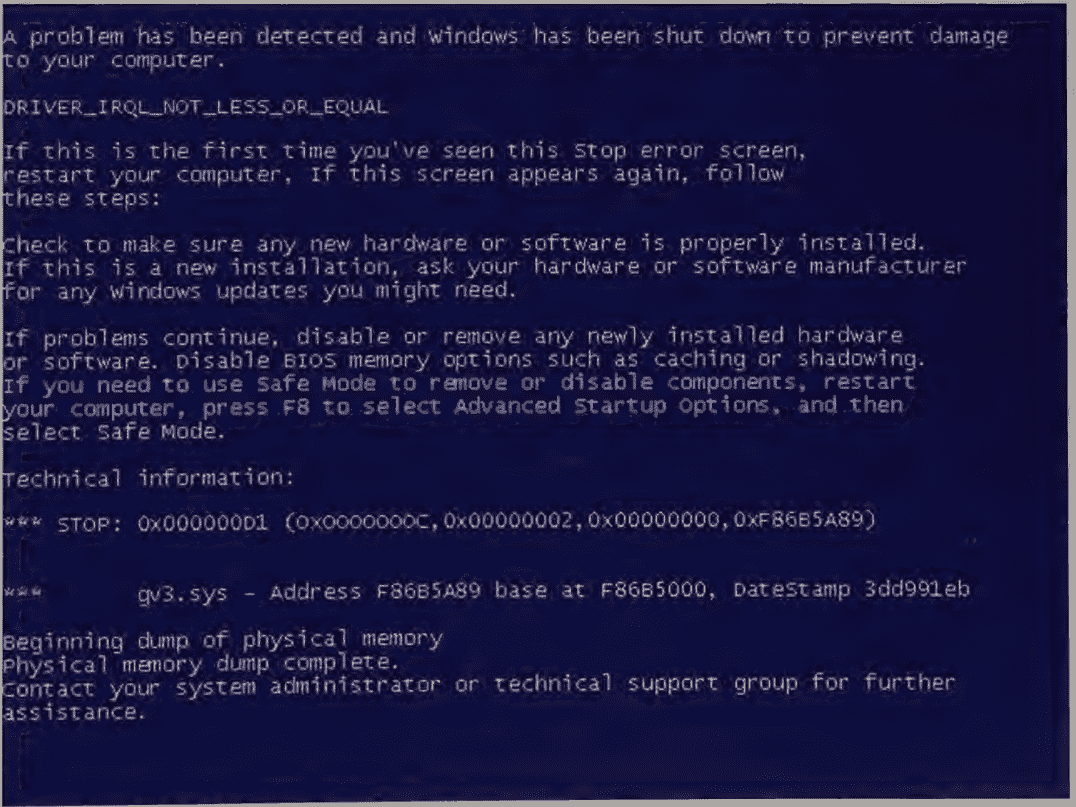 A problem has been detected and Windows has been shut down to prevent damage
to your computer.
DRIVER_IRQL_NOT_LESS_OR_EQUAL
If this is the first time you've seen this Stop error screen,
restart your computer, If this screen appears again, follow
these steps:
Check to make sure any new hardware or software is properly installed.
If this is a new installation, ask your hardware or software manufacturer
for any Windows updates you might need.
If problems continue, disable or remove any newly installed hardware
or software. Disable BIOS memory options such as caching or shadowing.
If you need to use Safe Mode to remove or disable components, restart
your computer, press F8 to select Advanced Startup Options, and then
select Safe Mode.
Technical information:
*** STOP: 0x000000D1 (0x0000000C,0x00000002,0x00000000,0xF86B5A89)
*** gv3.sys – Address F86B5A89 base at F86B5000, DateStamp 3dd991eb
Beginning dump of physical memory
Physical memory dump complete.
Contact your system administrator or technical support group for further
assistance.